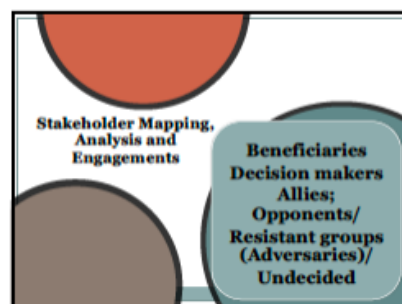 Stakeholder Mapping,
Analysis and
Engagements
Beneficiaries
Decision makers
Allies;
Opponents/
Resistant groups
(Adversaries)/
Undecided